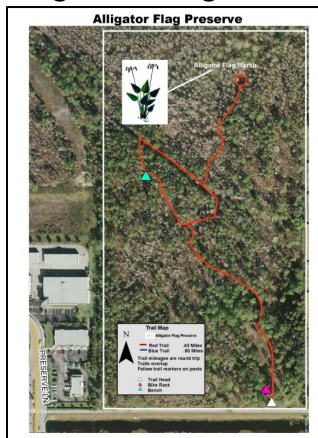 Alligator Flag Preserve
Alligator Flag Marsh
PRESERVE LN
Trail Map
Alligator Flag Preserve
Red Trail .43 Miles
Blue Trail .60 Miles
Trail mileages are round trip
Trails overlap
Follow trail markers on posts
Trail Head
Bike Rack
Bench